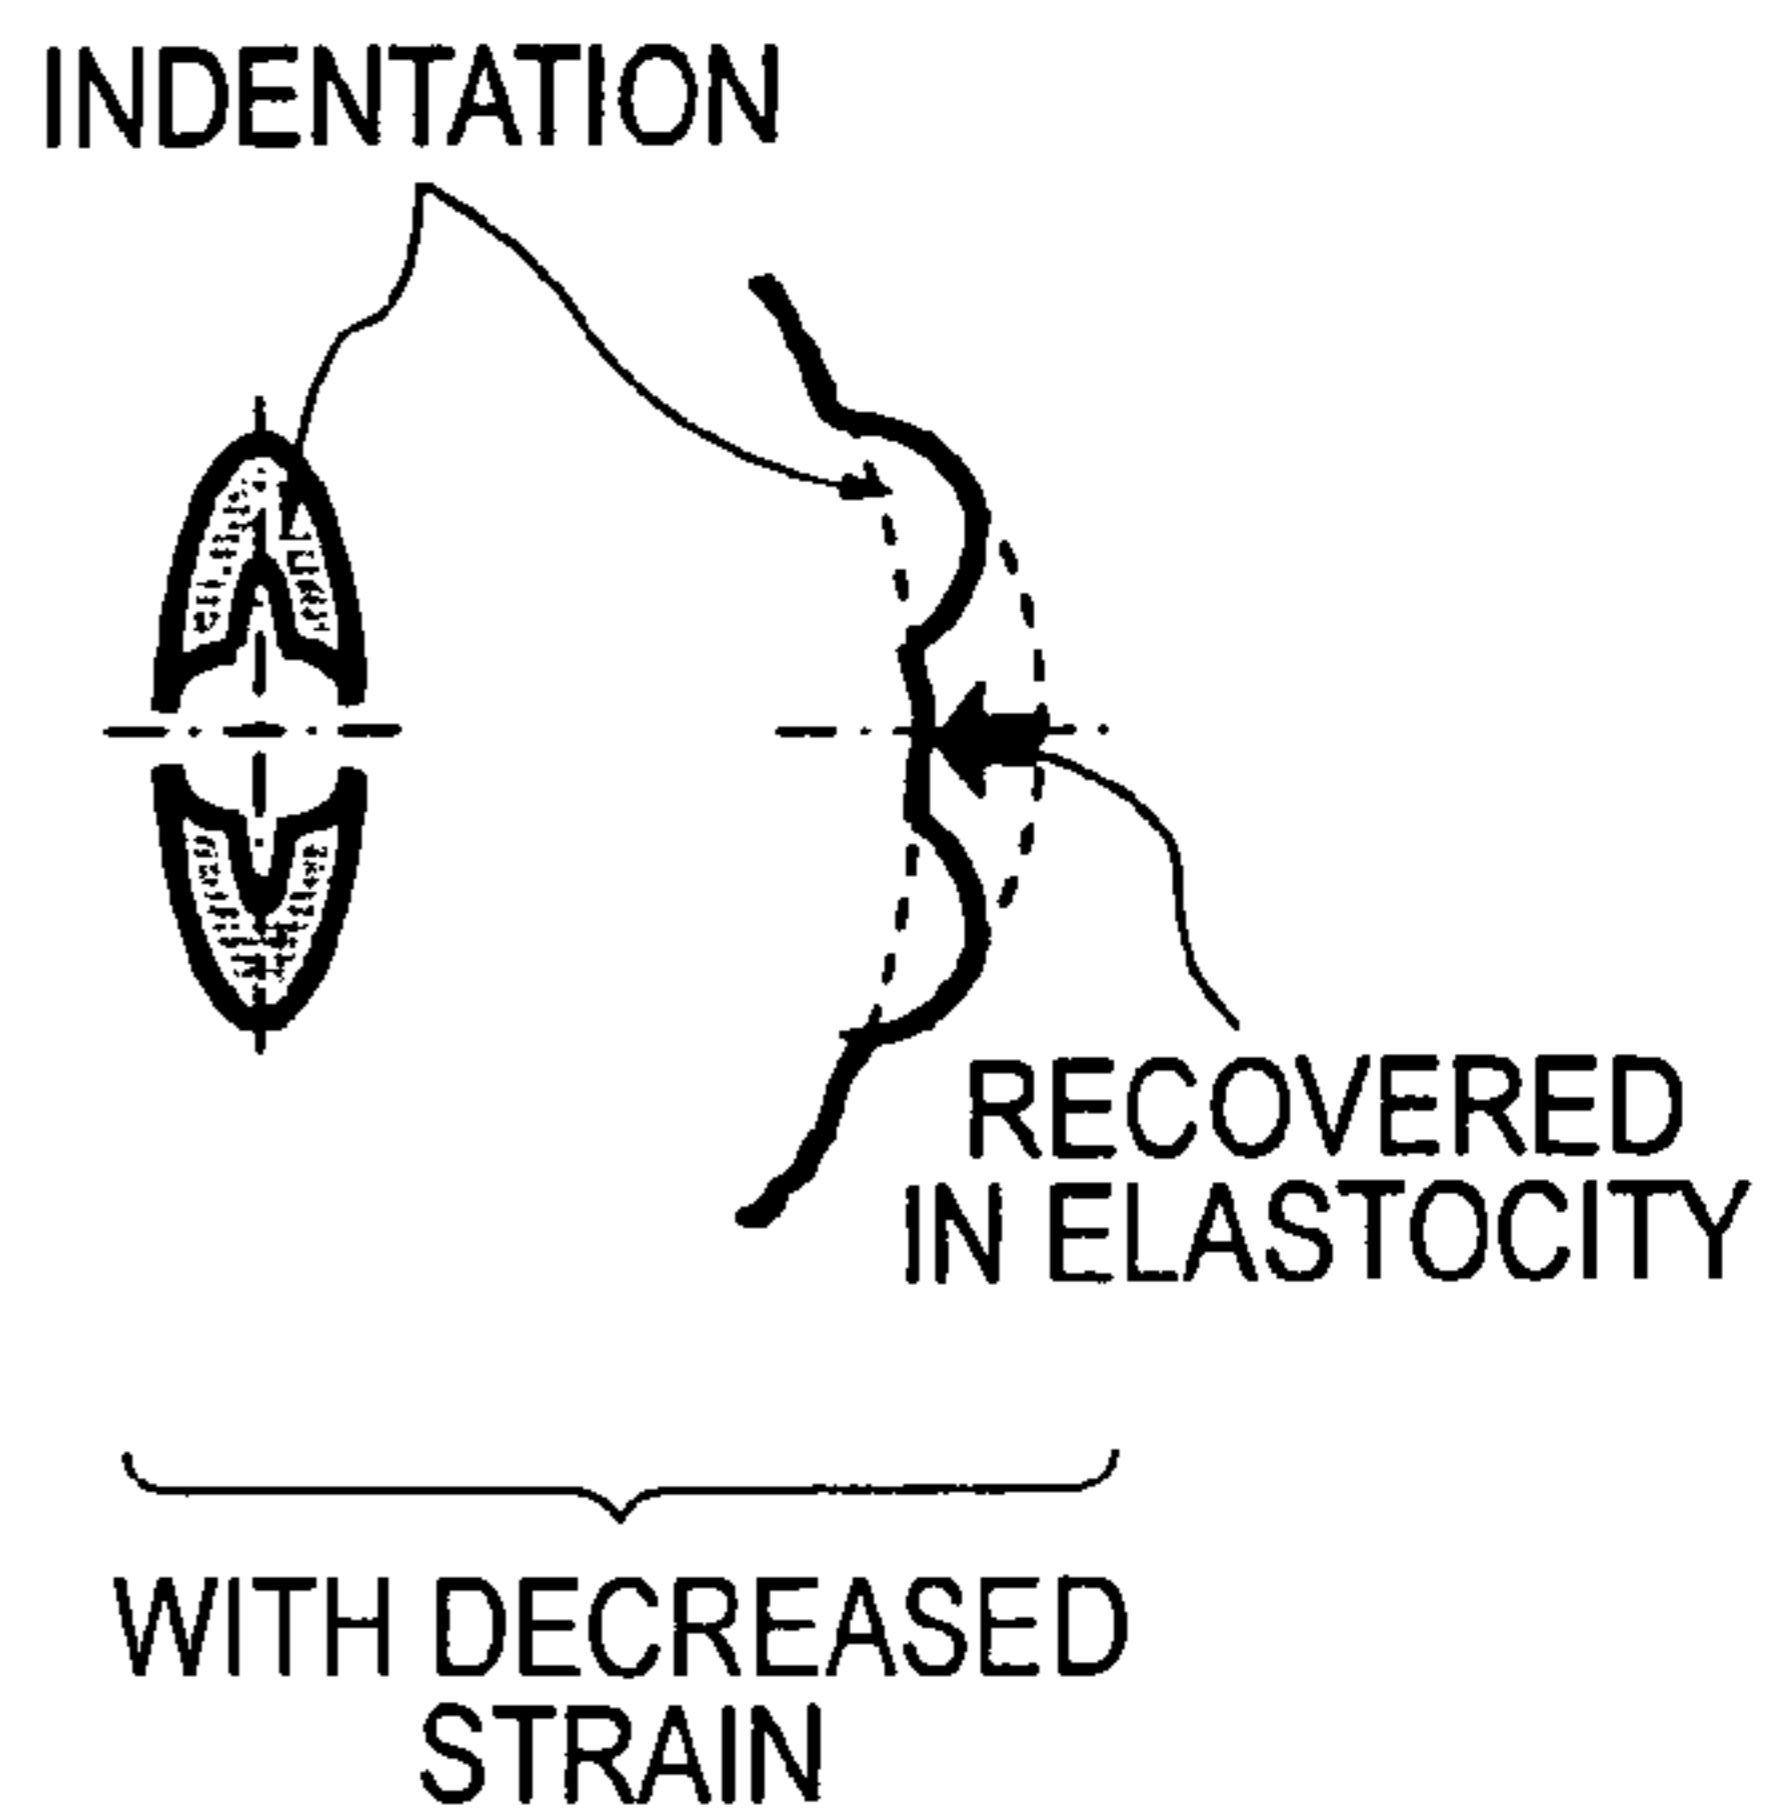 INDENTATION
RECOVERED
IN ELASTOCITY
WITH DECREASED
STRAIN